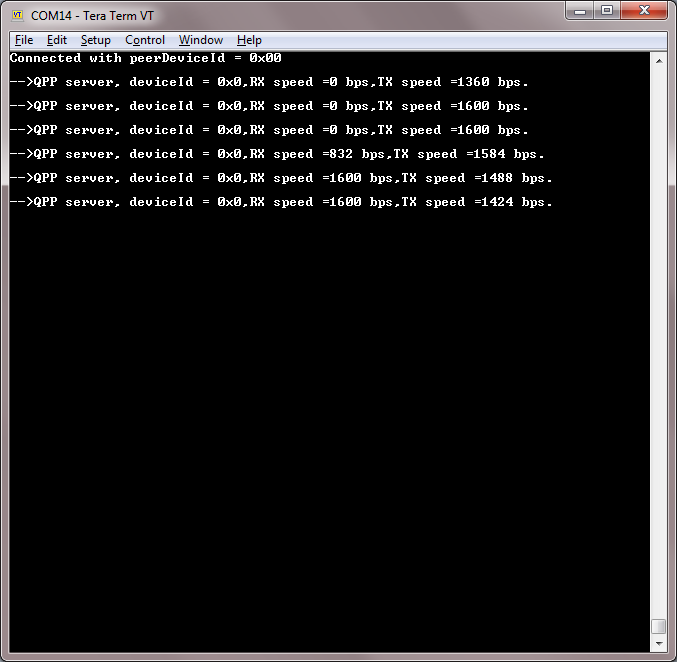 COM14 - Tera Term VT
File Edit Setup Control Window Help
Connected with peerDeviceId = 0x00
-->QPP server, deviceId = 0x0,RX speed =0 bps,TX speed =1360 bps.
-->QPP server, deviceId = 0x0,RX speed =0 bps,TX speed =1600 bps.
-->QPP server, deviceId = 0x0,RX speed =0 bps,TX speed =1600 bps.
-->QPP server, deviceId = 0x0,RX speed =832 bps,TX speed =1584 bps.
-->QPP server, deviceId = 0x0,RX speed =1600 bps,TX speed =1488 bps.
-->QPP server, deviceId = 0x0,RX speed =1600 bps,TX speed =1424 bps.